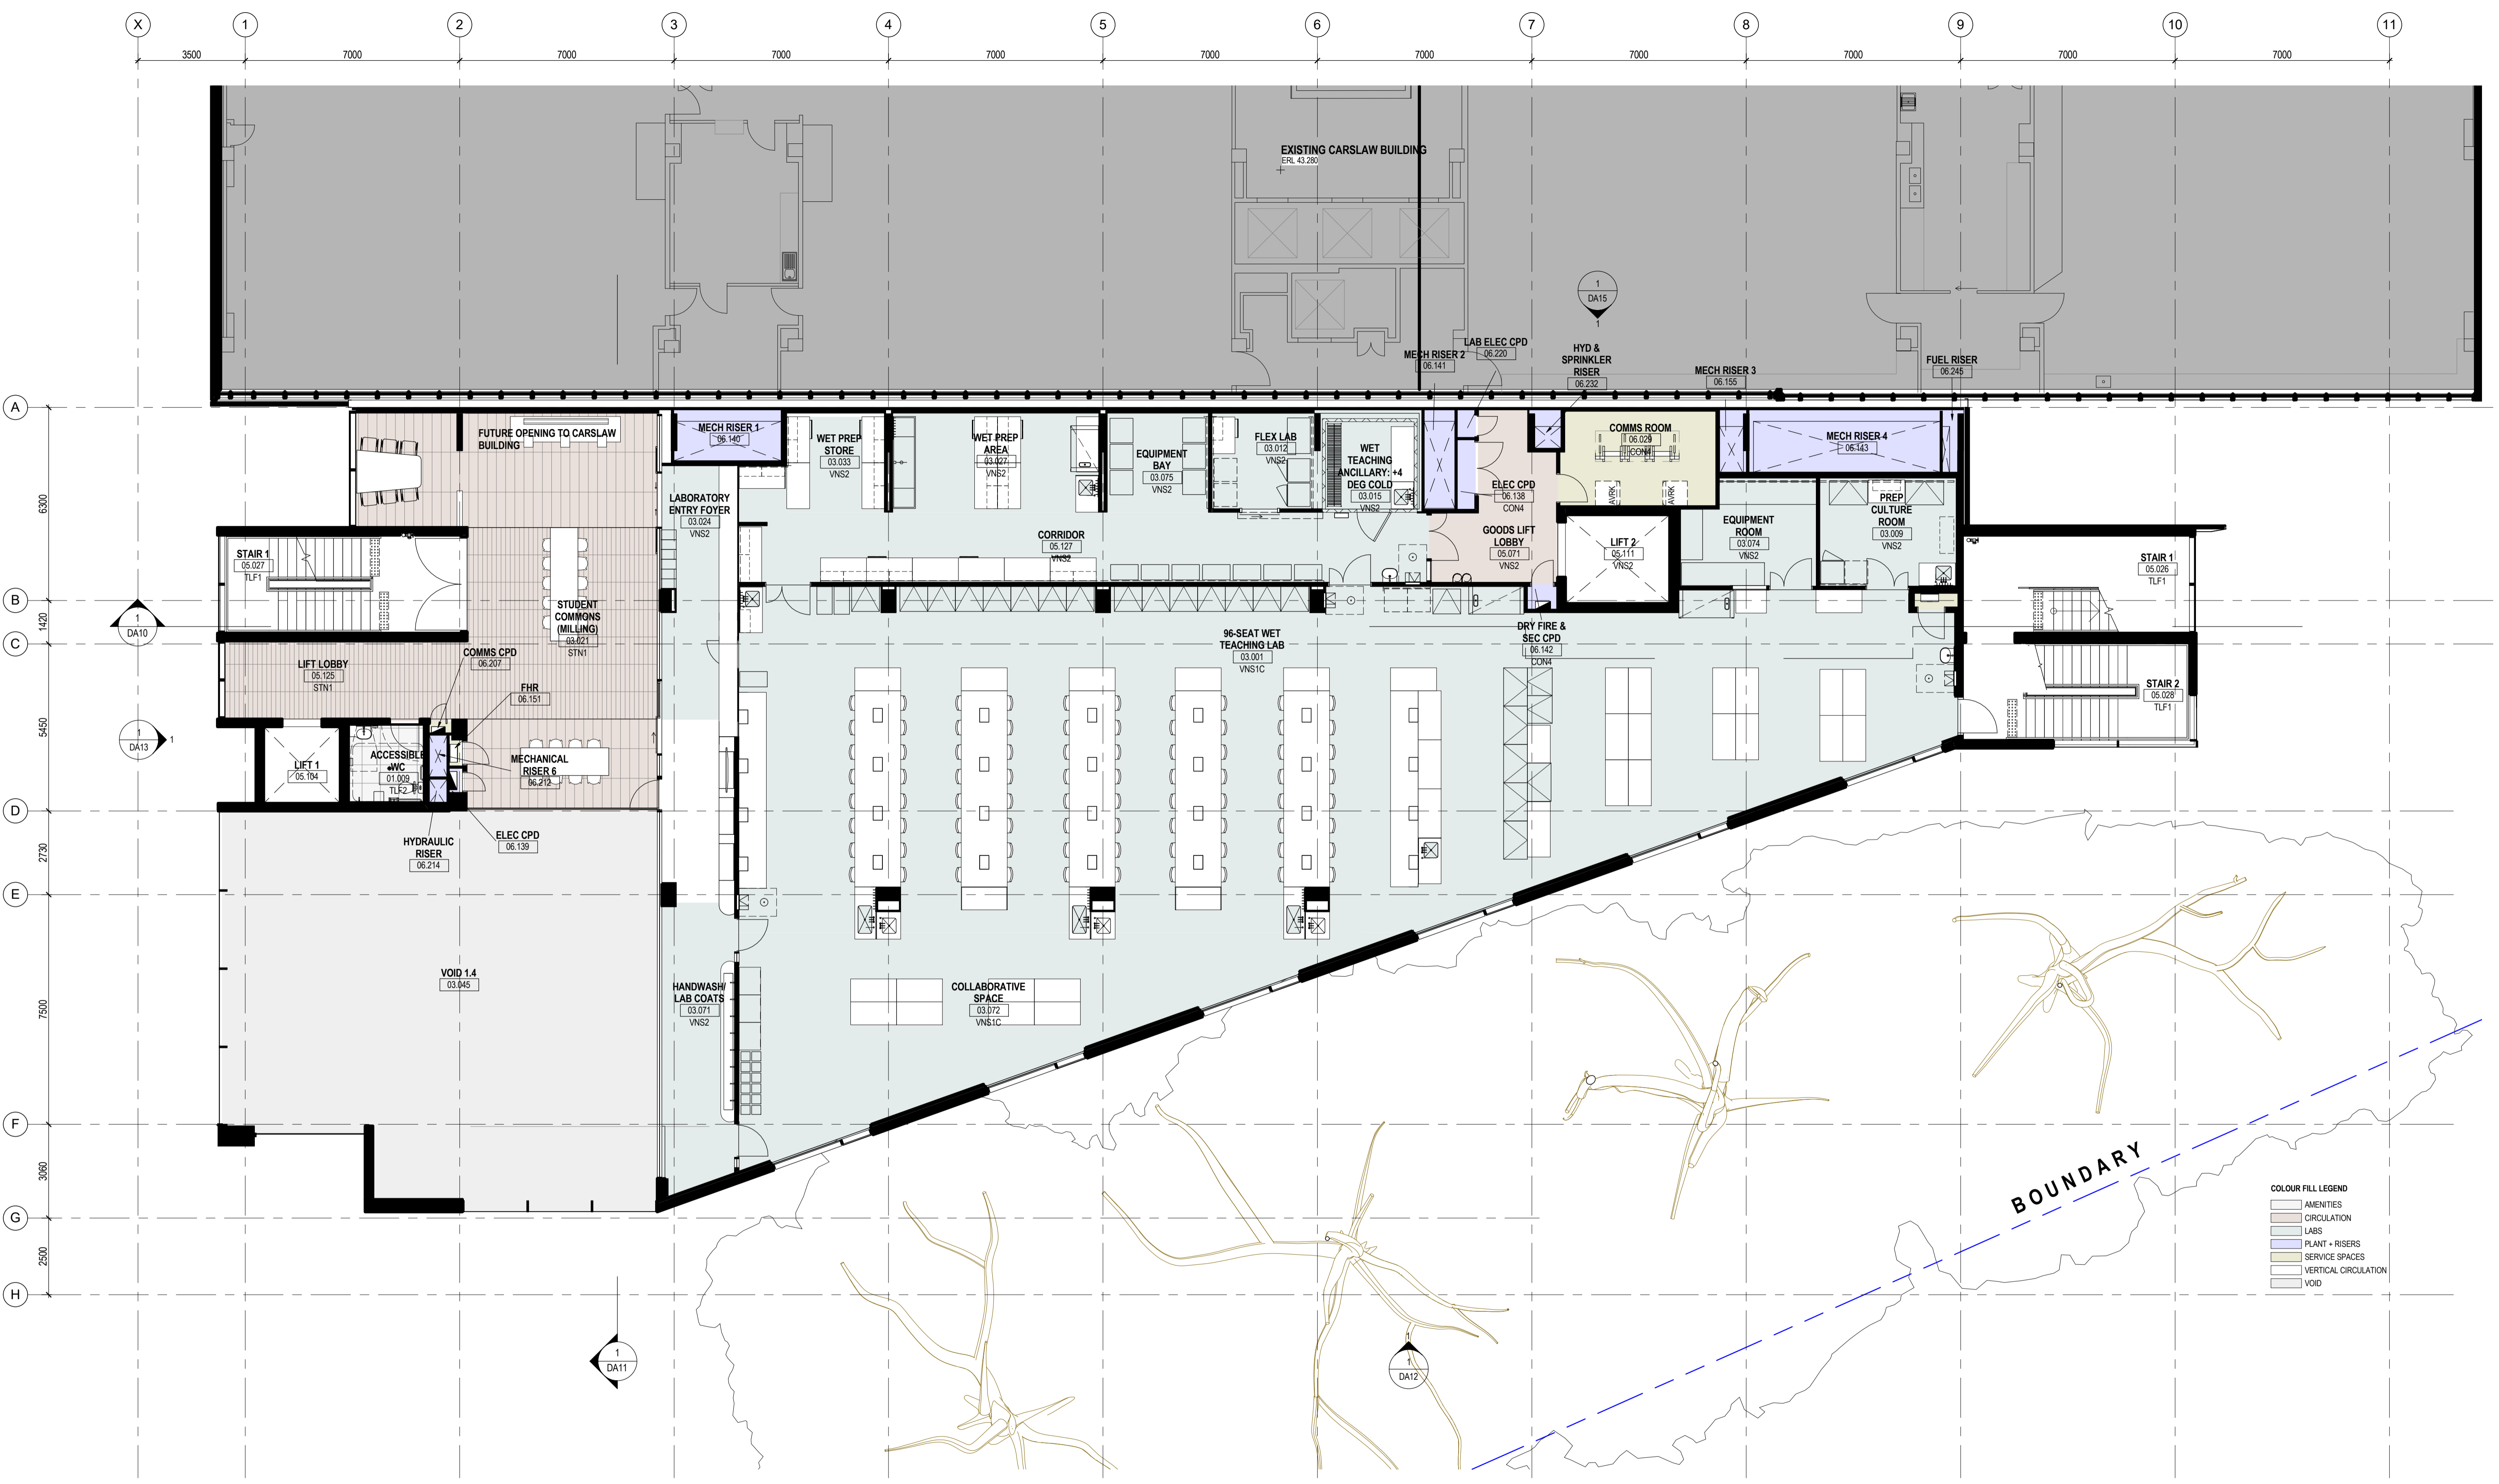 X
1
2
3
4
5
6
7
8
9
10
11
3500
7000
7000
7000
7000
7000
7000
7000
7000
7000
7000
EXISTING CARSLAW BUILDING
ERL 43.280
1
DA15
1
LAB ELEC CPD
06.220
MECH RISER 2
06.141
HYD &
SPRINKLER
RISER
06.232
MECH RISER 3
06.155
FUEL RISER
06.245
A
FUTURE OPENING TO CARSLAW
BUILDING
MECH RISER 1
06.140
WET PREP
STORE
03.033
VNS2
WET PREP
AREA
03.027
VNS2
EQUIPMENT
BAY
03.075
VNS2
FLEX LAB
03.012
VNS2
WET
TEACHING
ANCILLARY: +4
DEG COLD
03.015
VNS2
COMMS ROOM
06.029
CON4
AVRK
AVRK
MECH RISER 4
06.143
ELEC CPD
06.138
CON4
6300
LABORATORY
ENTRY FOYER
03.024
VNS2
CORRIDOR
05.127
VNS2
GOODS LIFT
LOBBY
05.071
VNS2
LIFT 2
05.111
VNS2
EQUIPMENT
ROOM
03.074
VNS2
PREP
CULTURE
ROOM
03.009
VNS2
STAIR 1
05.027
TLF1
STAIR 1
05.026
TLF1
B
1
DA10
1420
STUDENT
COMMONS
(MILLING)
03.021
STN1
96-SEAT WET
TEACHING LAB
03.001
VNS1C
DRY FIRE &
SEC CPD
06.142
CON4
C
LIFT LOBBY
05.125
STN1
COMMS CPD
06.207
FHR
06.151
STAIR 2
05.028
TLF1
5450
1
DA13
1
LIFT 1
05.104
ACCESSIBLE
WC
01.009
TLF2
MECHANICAL
RISER 6
06.212
D
HYDRAULIC
RISER
06.214
ELEC CPD
06.139
2730
E
VOID 1.4
03.045
HANDWASH/
LAB COATS
03.071
VNS2
COLLABORATIVE
SPACE
03.072
VNS1C
7500
F
BOUNDARY
3060
G
2500
H
COLOUR FILL LEGEND
AMENITIES
CIRCULATION
LABS
PLANT + RISERS
SERVICE SPACES
VERTICAL CIRCULATION
VOID
1
DA11
1
1
DA12